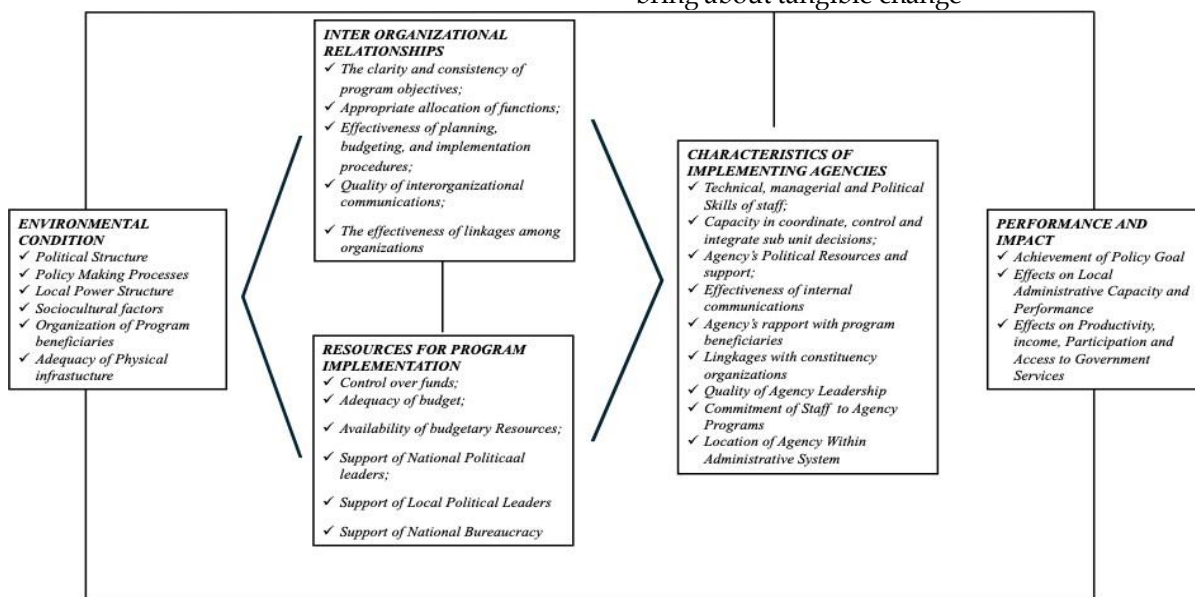 bring about tangible change
INTER ORGANIZATIONAL
RELATIONSHIPS
✓ The clarity and consistency of
program objectives;
✓ Appropriate allocation of functions;
✓ Effectiveness of planning,
budgeting, and implementation
procedures;
✓ Quality of interorganizational
communications;
✓ The effectiveness of linkages among
organizations
ENVIRONMENTAL
CONDITION
✓ Political Structure
✓ Policy Making Processes
✓ Local Power Structure
✓ Sociocultural factors
✓ Organization of Program
beneficiaries
✓ Adequacy of Physical
infrastucture
RESOURCES FOR PROGRAM
IMPLEMENTATION
✓ Control over funds;
✓ Adequacy of budget;
✓ Availability of budgetary Resources;
✓ Support of National Politicaal
leaders;
✓ Support of Local Political Leaders
✓ Support of National Bureaucracy
CHARACTERISTICS OF
IMPLEMENTING AGENCIES
✓ Technical, managerial and Political
Skills of staff;
✓ Capacity in coordinate, control and
integrate sub unit decisions;
✓ Agency's Political Resources and
support;
✓ Effectiveness of internal
communications
✓ Agency's rapport with program
beneficiaries
✓ Lingkages with constituency
organizations
✓ Quality of Agency Leadership
✓ Commitment of Staff to Agency
Programs
✓ Location of Agency Within
Administrative System
PERFORMANCE AND
IMPACT
✓ Achievement of Policy Goal
✓ Effects on Local
Administrative Capacity and
Performance
✓ Effects on Productivity,
income, Participation and
Access to Government
Services